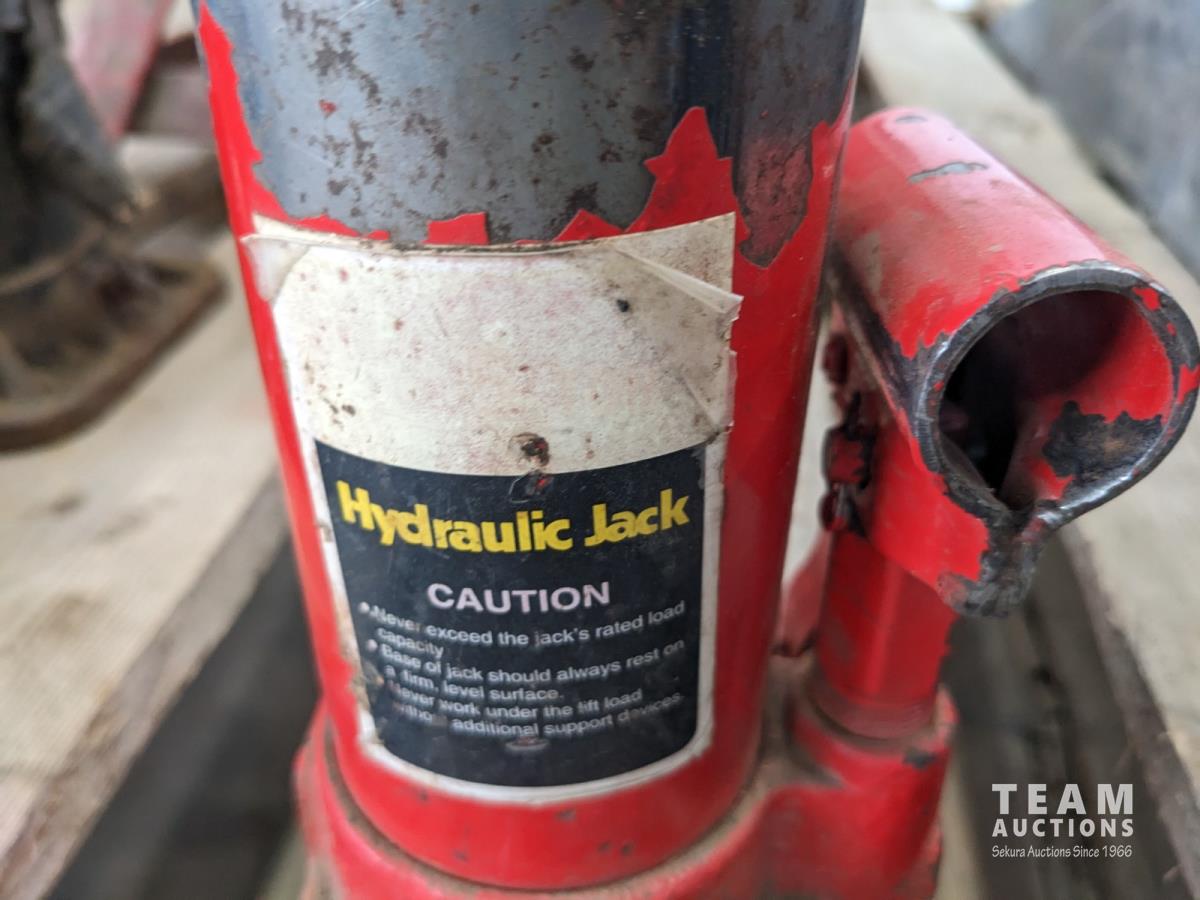 Hydraulic Jack
CAUTION
•Never exceed the jack's rated load
capacity
•Base of jack should always rest on
a firm, level surface.
Never work under the lift load
without additional support devices.
TEAM
AUCTIONS
Sekura Auctions Since 1966